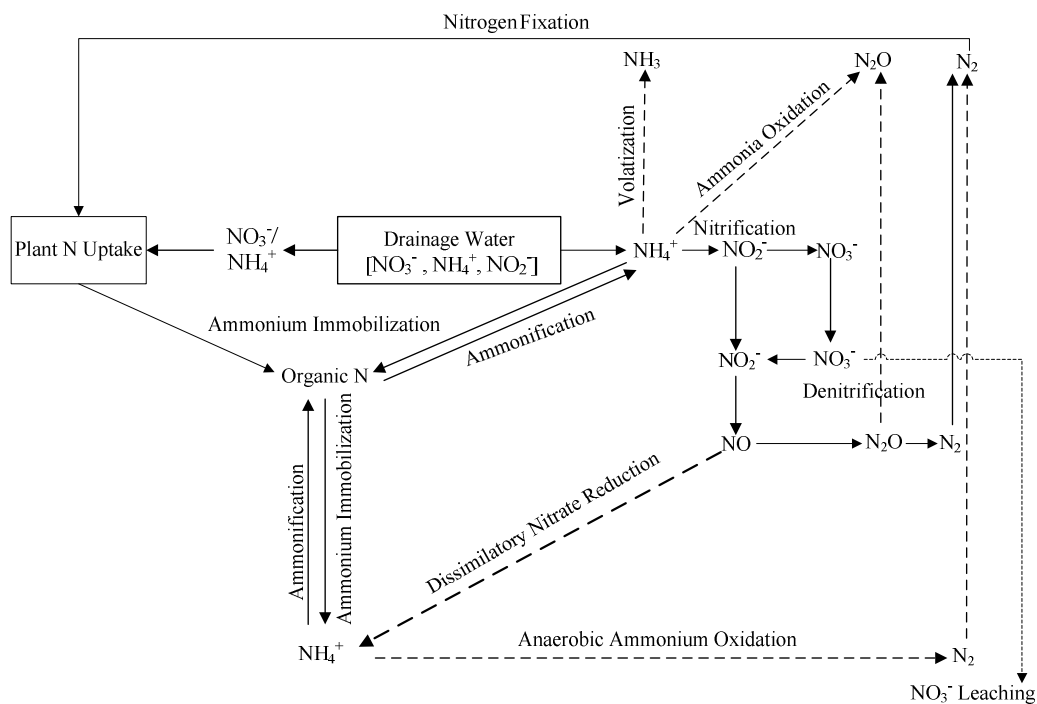 Nitrogen Fixation
NH₃
N₂O
N₂
Volatization
Ammonia Oxidation
Plant N Uptake
NO₃⁻/
NH₄⁺
Drainage Water
[NO₃⁻, NH₄⁺, NO₂⁻]
NH₄⁺
Nitrification
NO₂⁻
NO₃⁻
Ammonium Immobilization
Ammonification
Organic N
NO₂⁻
NO₃⁻
Denitrification
NO
N₂O
N₂
Ammonification
Ammonium Immobilization
Dissimilatory Nitrate Reduction
NH₄⁺
Anaerobic Ammonium Oxidation
N₂
NO₃⁻ Leaching